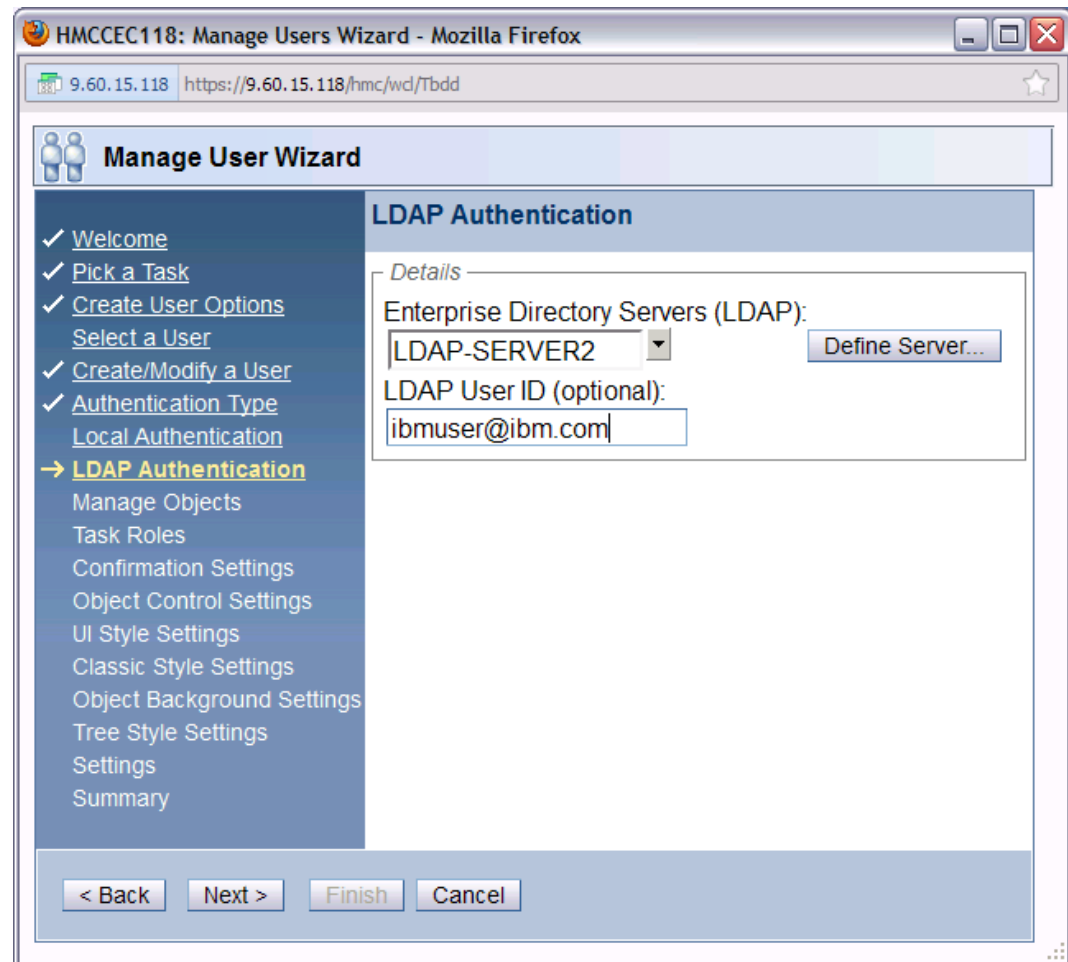 HMCCEC118: Manage Users Wizard - Mozilla Firefox
9.60.15.118 https://9.60.15.118/hmc/wcl/Tbdd
Manage User Wizard
Welcome
Pick a Task
Create User Options
Select a User
Create/Modify a User
Authentication Type
Local Authentication
LDAP Authentication
Manage Objects
Task Roles
Confirmation Settings
Object Control Settings
UI Style Settings
Classic Style Settings
Object Background Settings
Tree Style Settings
Settings
Summary
LDAP Authentication
Details
Enterprise Directory Servers (LDAP):
LDAP-SERVER2 Define Server...
LDAP User ID (optional):
ibmuser@ibm.com
< Back Next > Finish Cancel